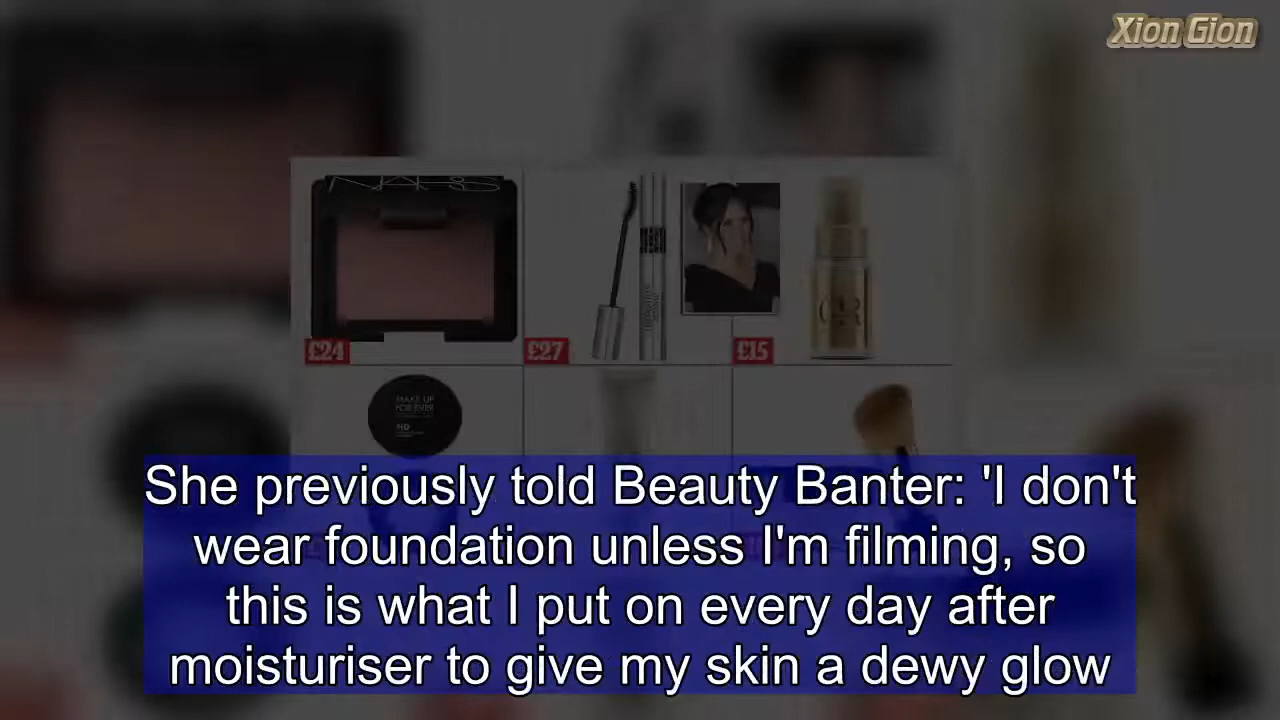 Xion Gion
NARS
£24
£27
£15
MAKE UP
FOR EVER
HD
She previously told Beauty Banter: 'I don't
wear foundation unless I'm filming, so
this is what I put on every day after
moisturiser to give my skin a dewy glow